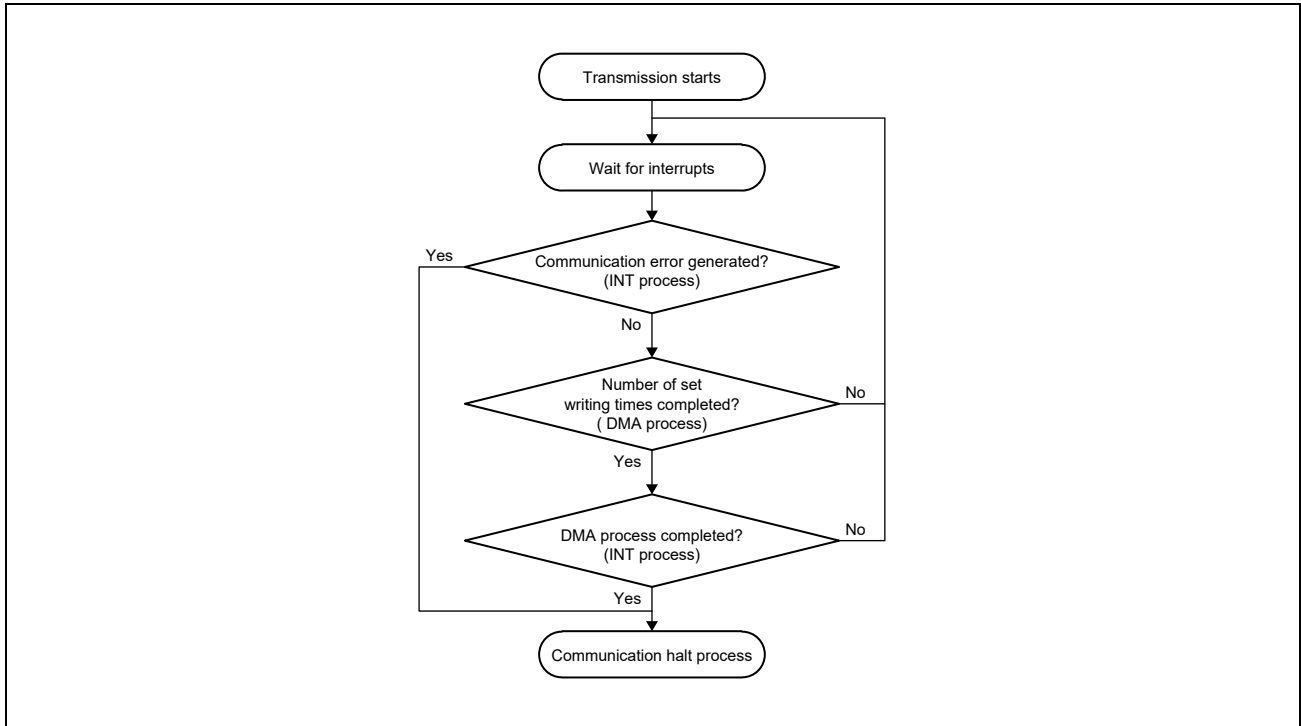 Transmission starts
Wait for interrupts
Yes
Communication error generated?
(INT process)
No
Number of set
writing times completed?
( DMA process)
No
Yes
DMA process completed?
(INT process)
No
Yes
Communication halt process